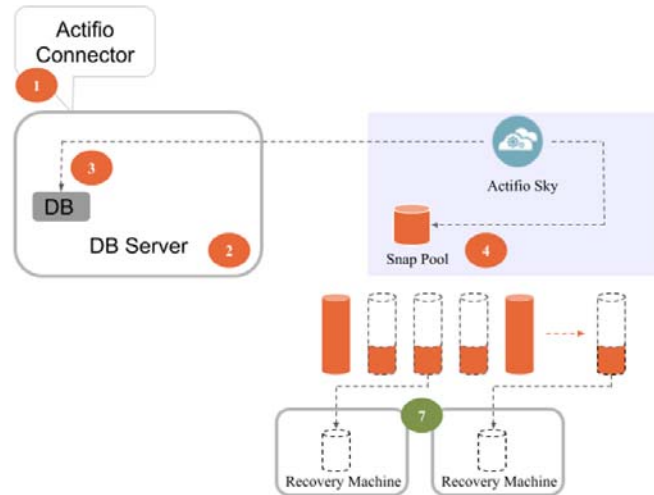 Actifio
Connector
1
3
DB
DB Server
2
Actifio Sky
Snap Pool
4
7
Recovery Machine
Recovery Machine